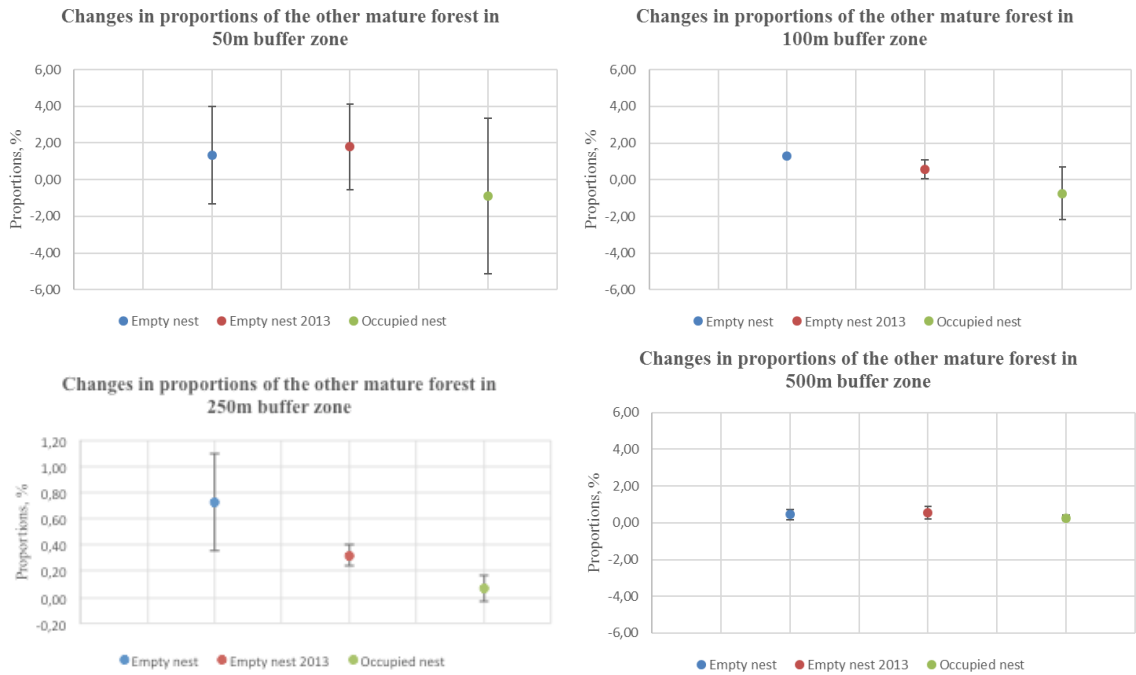 Changes in proportions of the other mature forest in
50m buffer zone
6,00
4,00
2,00
0,00
-2,00
-4,00
-6,00
Proportions, %
Empty nest Empty nest 2013 Occupied nest
Changes in proportions of the other mature forest in
100m buffer zone
6,00
4,00
2,00
0,00
-2,00
-4,00
-6,00
Proportions, %
Empty nest Empty nest 2013 Occupied nest
Changes in proportions of the other mature forest in
250m buffer zone
1,20
1,00
0,80
0,60
0,40
0,20
0,00
-0,20
Proportions, %
Empty nest Empty nest 2013 Occupied nest
Changes in proportions of the other mature forest in
500m buffer zone
6,00
4,00
2,00
0,00
-2,00
-4,00
-6,00
Proportions, %
Empty nest Empty nest 2013 Occupied nest